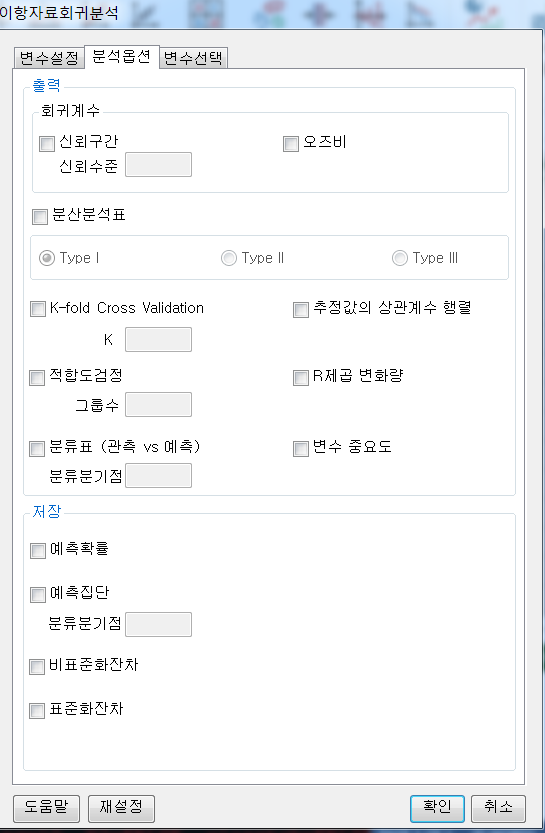 이항자료회귀분석
변수설정 분석옵션 변수선택
출력
회귀계수
신뢰구간 오즈비
신뢰수준
분산분석표
Type I Type II Type III
K-fold Cross Validation 추정값의 상관계수 행렬
K
적합도검정 R제곱 변화량
그룹수
분류표 (관측 vs 예측) 변수 중요도
분류분기점
저장
예측확률
예측집단
분류분기점
비표준화잔차
표준화잔차
도움말 재설정 확인 취소